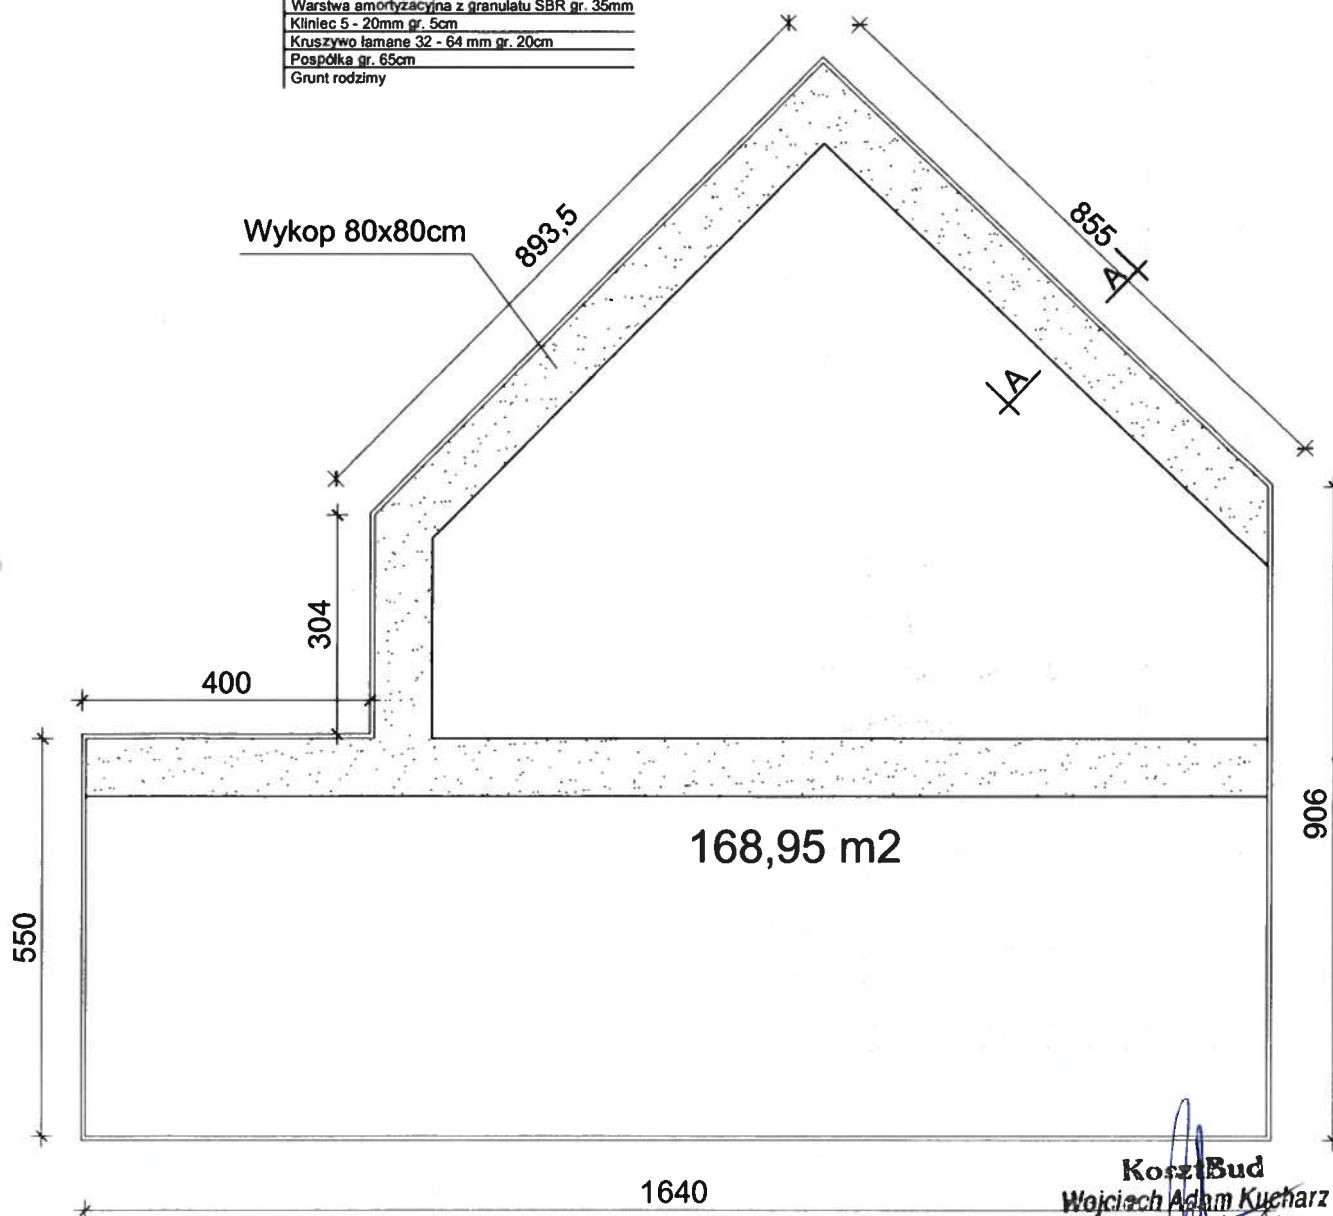 Warstwa amortyzacyjna z granulatu SBR gr. 35mm
Kliniec 5 - 20mm gr. 5cm
Kruszywo łamane 32 - 64 mm gr. 20cm
Pospółka gr. 65cm
Grunt rodzimy
Wykop 80x80cm
893,5
855
A
A
304
400
550
906
168,95 m2
1640
KosztBud
Wojciech Adam Kucharz